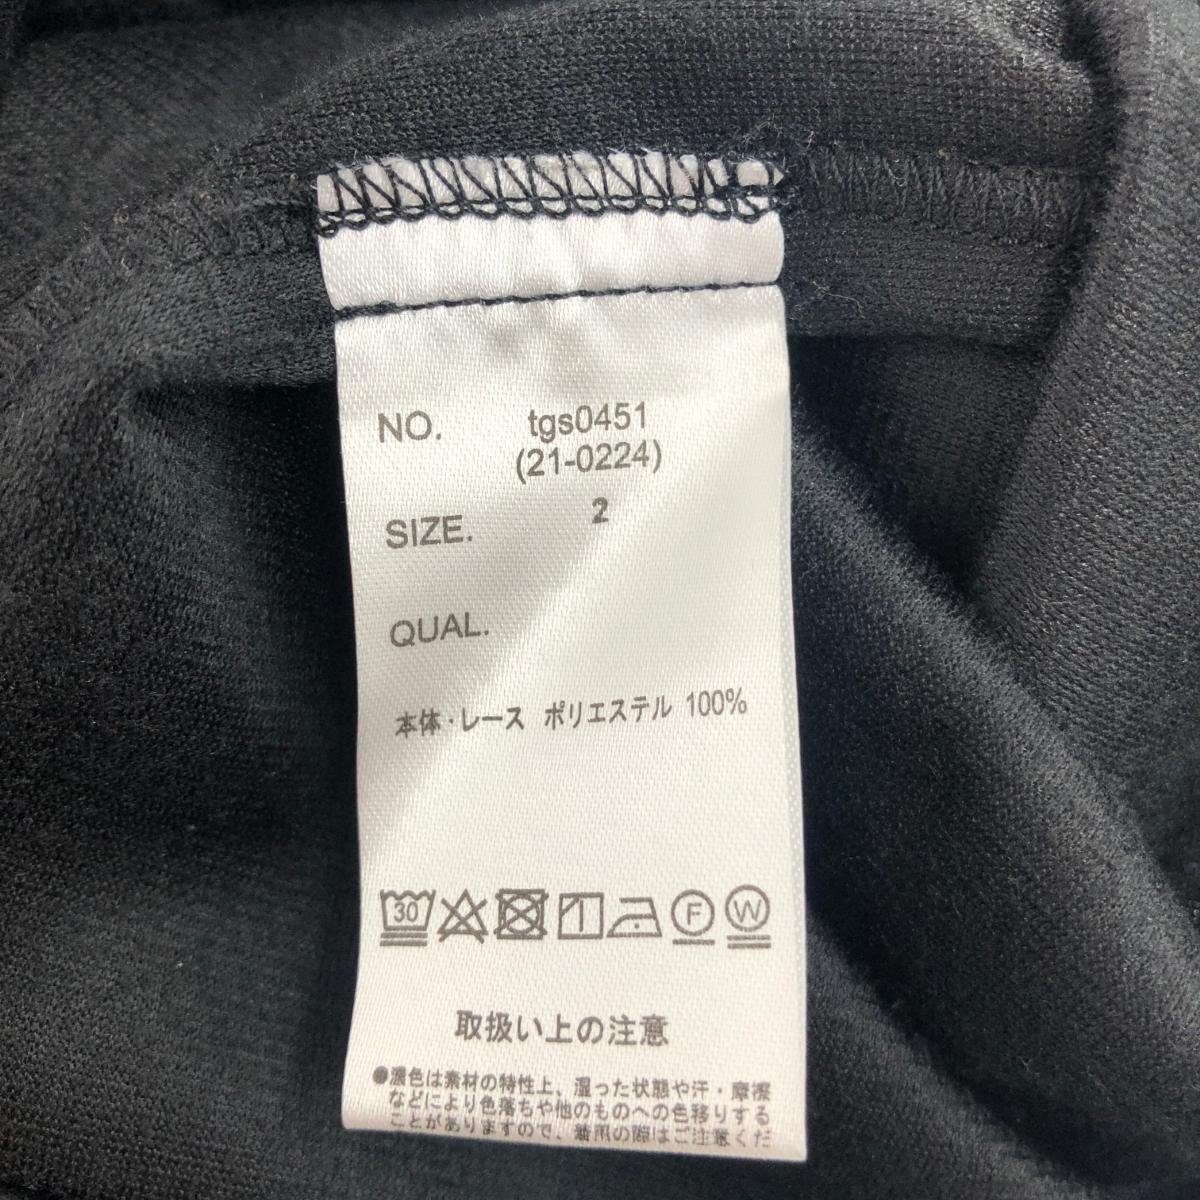 NO. tgs0451
(21-0224)
SIZE. 2
QUAL.
本体・レース ポリエステル 100%
30 F W
取扱い上の注意
●濃色は素材の特性上、湿った状態や汗・摩擦
などにより色落ちや他のものへの色移りする
ことがありますので、着用の際はご注意くだ